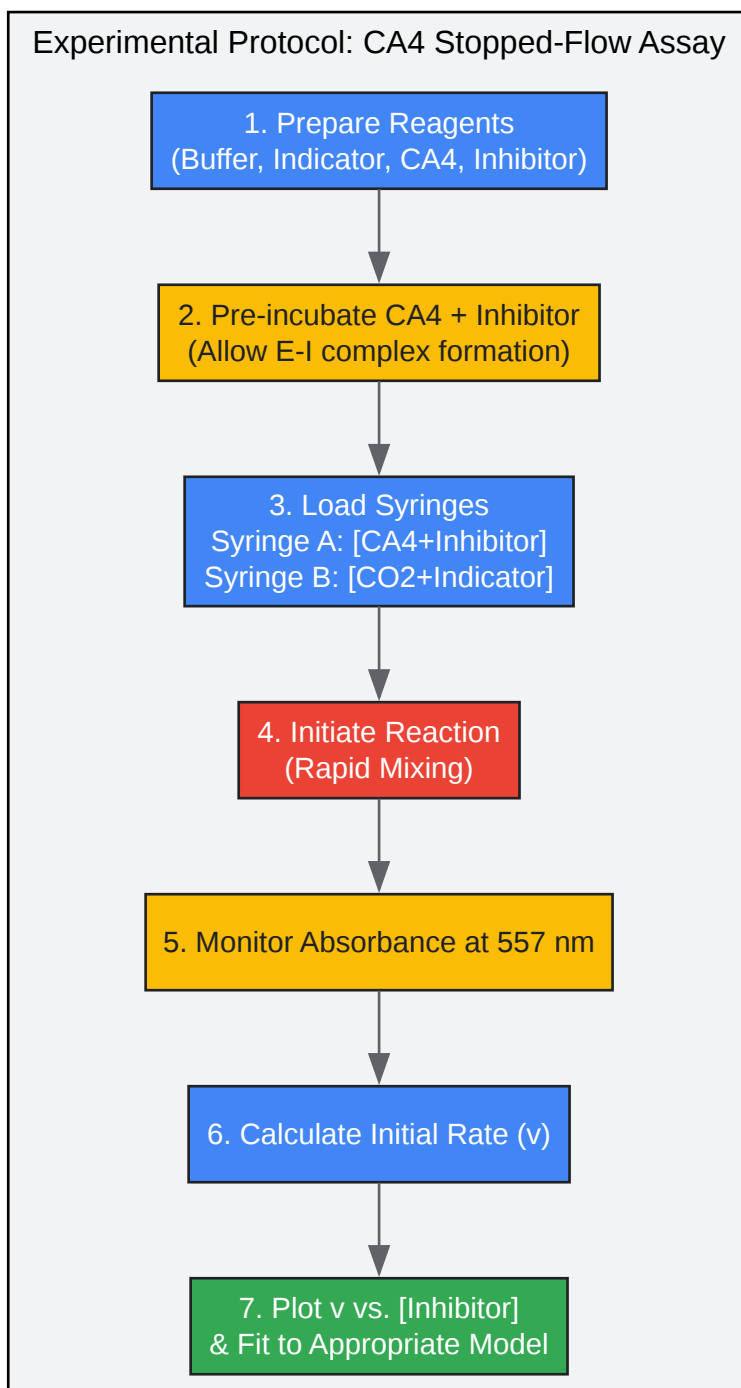 Experimental Protocol: CA4 Stopped-Flow Assay
1. Prepare Reagents
(Buffer, Indicator, CA4, Inhibitor)
2. Pre-incubate CA4 + Inhibitor
(Allow E-I complex formation)
3. Load Syringes
Syringe A: [CA4+Inhibitor]
Syringe B: [CO2+Indicator]
4. Initiate Reaction
(Rapid Mixing)
5. Monitor Absorbance at 557 nm
6. Calculate Initial Rate (v)
7. Plot v vs. [Inhibitor]
& Fit to Appropriate Model